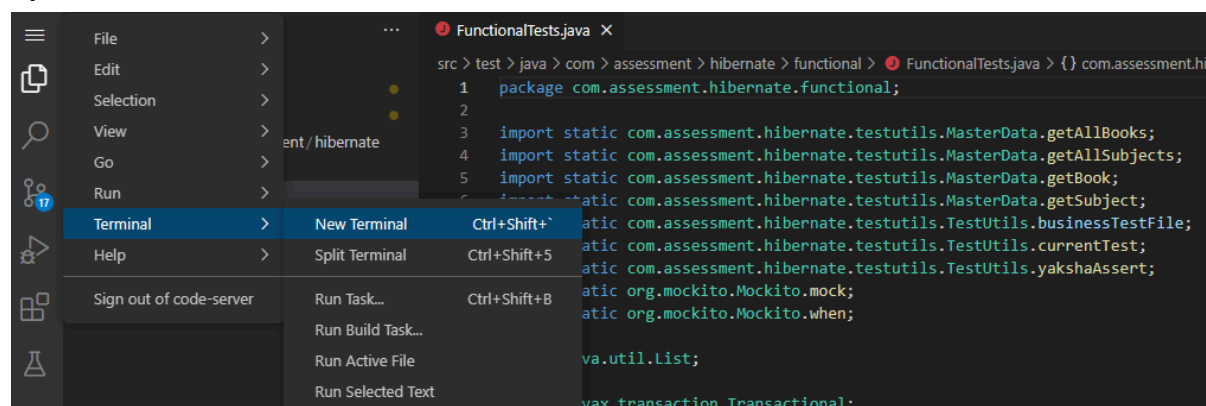 File
Edit
Selection
View
Go
Run
Terminal
Help
Sign out of code-server
17
ent/hibernate
New Terminal Ctrl+Shift+`
Split Terminal Ctrl+Shift+5
Run Task... Ctrl+Shift+B
Run Build Task...
Run Active File
Run Selected Text
J FunctionalTests.java ×
src > test > java > com > assessment > hibernate > functional > J FunctionalTests.java > {} com.assessment.hi
1 package com.assessment.hibernate.functional;
2
3 import static com.assessment.hibernate.testutils.MasterData.getAllBooks;
4 import static com.assessment.hibernate.testutils.MasterData.getAllSubjects;
5 import static com.assessment.hibernate.testutils.MasterData.getBook;
6 import static com.assessment.hibernate.testutils.MasterData.getSubject;
atic com.assessment.hibernate.testutils.TestUtils.businessTestFile;
atic com.assessment.hibernate.testutils.TestUtils.currentTest;
atic com.assessment.hibernate.testutils.TestUtils.yakshaAssert;
atic org.mockito.Mockito.mock;
atic org.mockito.Mockito.when;
va.util.List;
vax.transaction.Transactional;